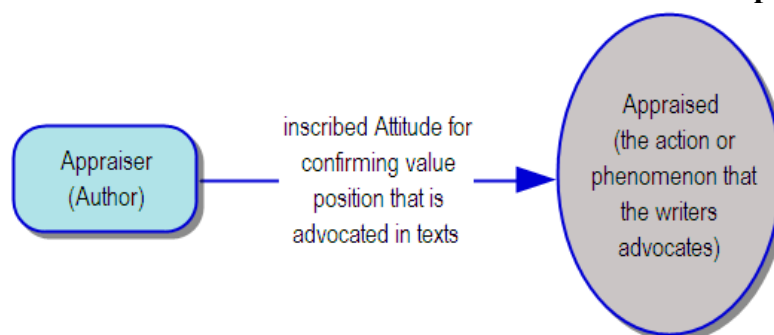 Appraiser
(Author)
inscribed Attitude for
confirming value
position that is
advocated in texts
Appraised
(the action or
phenomenon that
the writers
advocates)